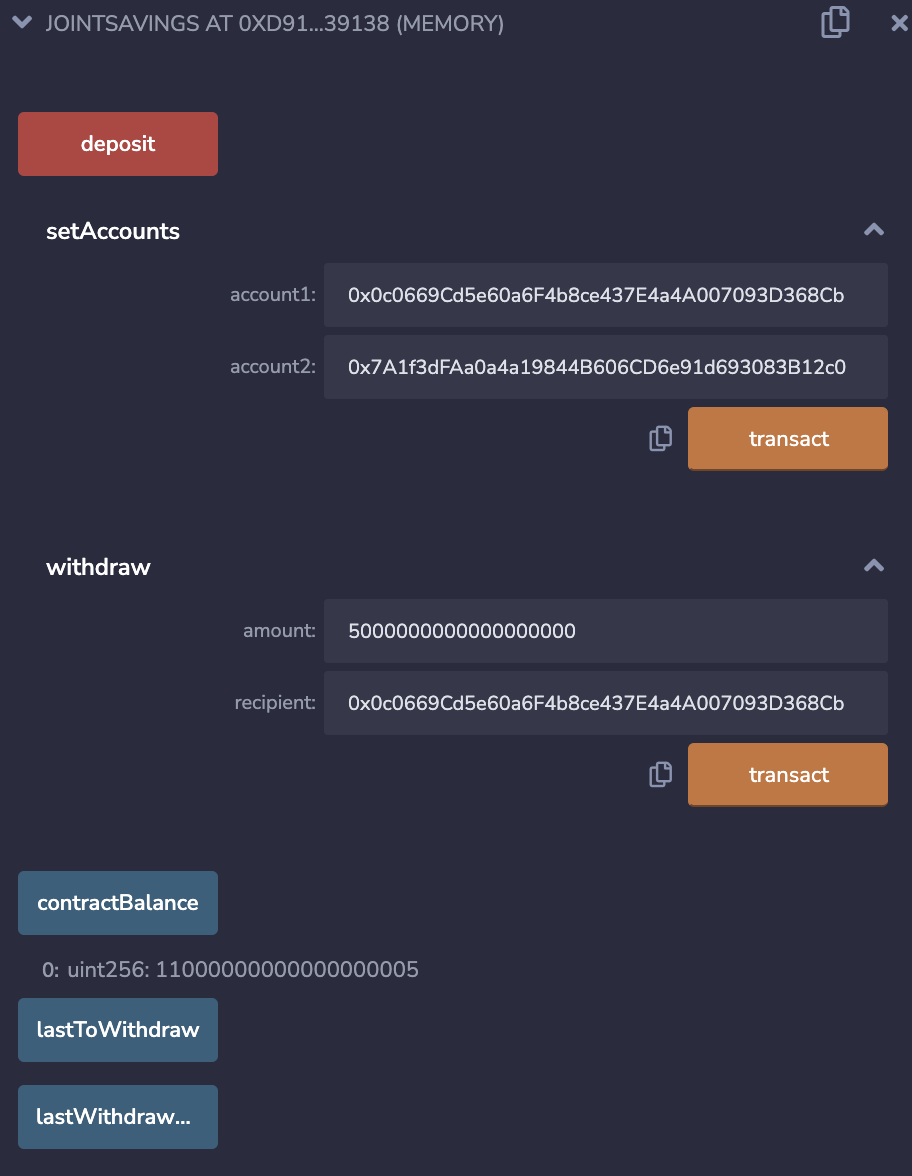 JOINTSAVINGS AT 0XD91...39138 (MEMORY)
deposit
setAccounts
account1: 0x0c0669Cd5e60a6F4b8ce437E4a4A007093D368Cb
account2: 0x7A1f3dFAa0a4a19844B606CD6e91d693083B12c0
transact
withdraw
amount: 5000000000000000000
recipient: 0x0c0669Cd5e60a6F4b8ce437E4a4A007093D368Cb
transact
contractBalance
0: uint256: 11000000000000000005
lastToWithdraw
lastWithdraw...